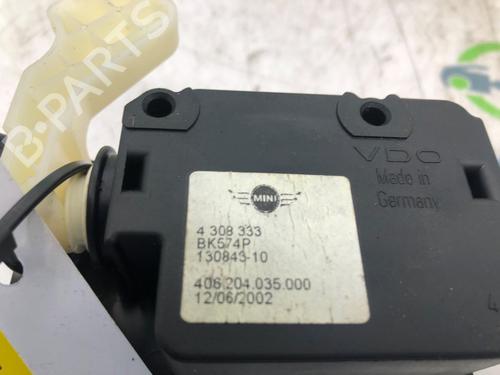 VDO
Made in
Germany
MINI
4 308 333
BK574P
130843-10
406.204.035.000
12/06/2002
4
B-PARTS